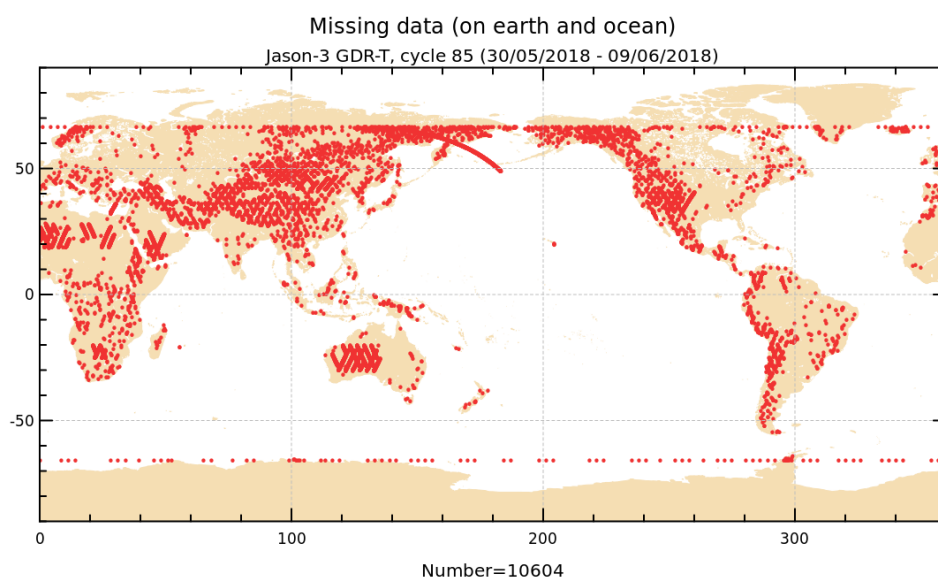 Missing data (on earth and ocean)
Jason-3 GDR-T, cycle 85 (30/05/2018 - 09/06/2018)
50
0
-50
0 100 200 300
Number=10604